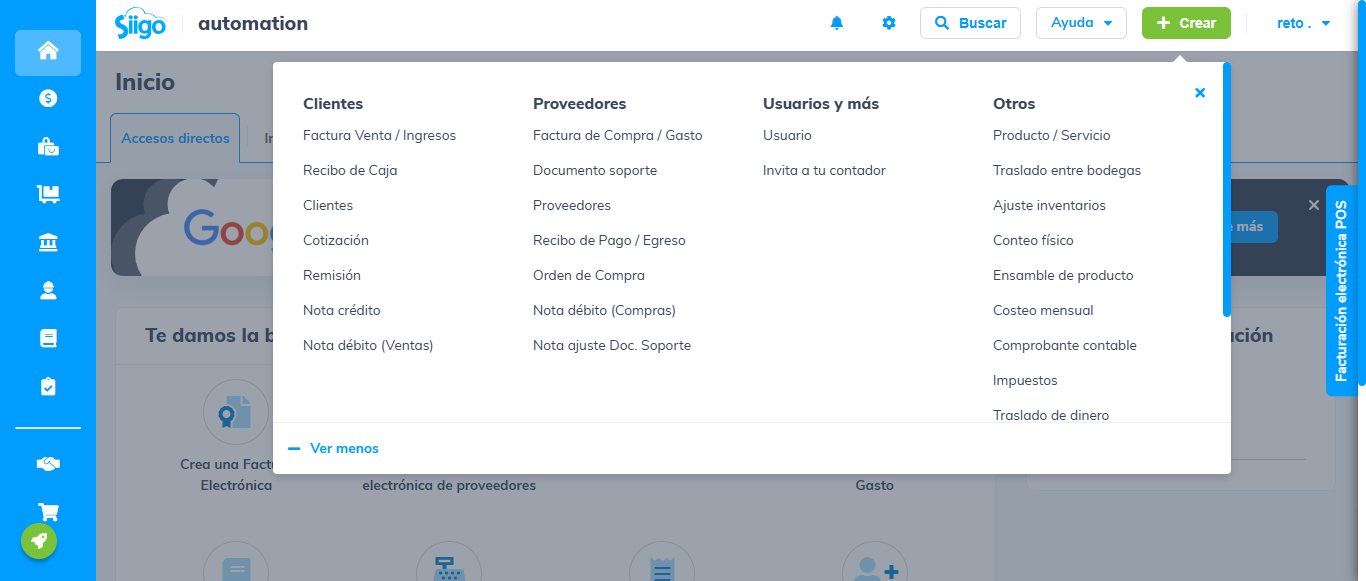 Siigo
automation
Buscar
Ayuda
Crear
reto .
Inicio
Accesos directos
Clientes
Factura Venta / Ingresos
Recibo de Caja
Clientes
Cotización
Remisión
Nota crédito
Nota débito (Ventas)
Proveedores
Factura de Compra / Gasto
Documento soporte
Proveedores
Recibo de Pago / Egreso
Orden de Compra
Nota débito (Compras)
Nota ajuste Doc. Soporte
Usuarios y más
Usuario
Invita a tu contador
Otros
Producto / Servicio
Traslado entre bodegas
Ajuste inventarios
Conteo físico
Ensamble de producto
Costeo mensual
Comprobante contable
Impuestos
Traslado de dinero
Ver menos
más
Facturación electrónica POS
Te damos la
Crea una
Electrónica
electrónica de proveedores
Gasto